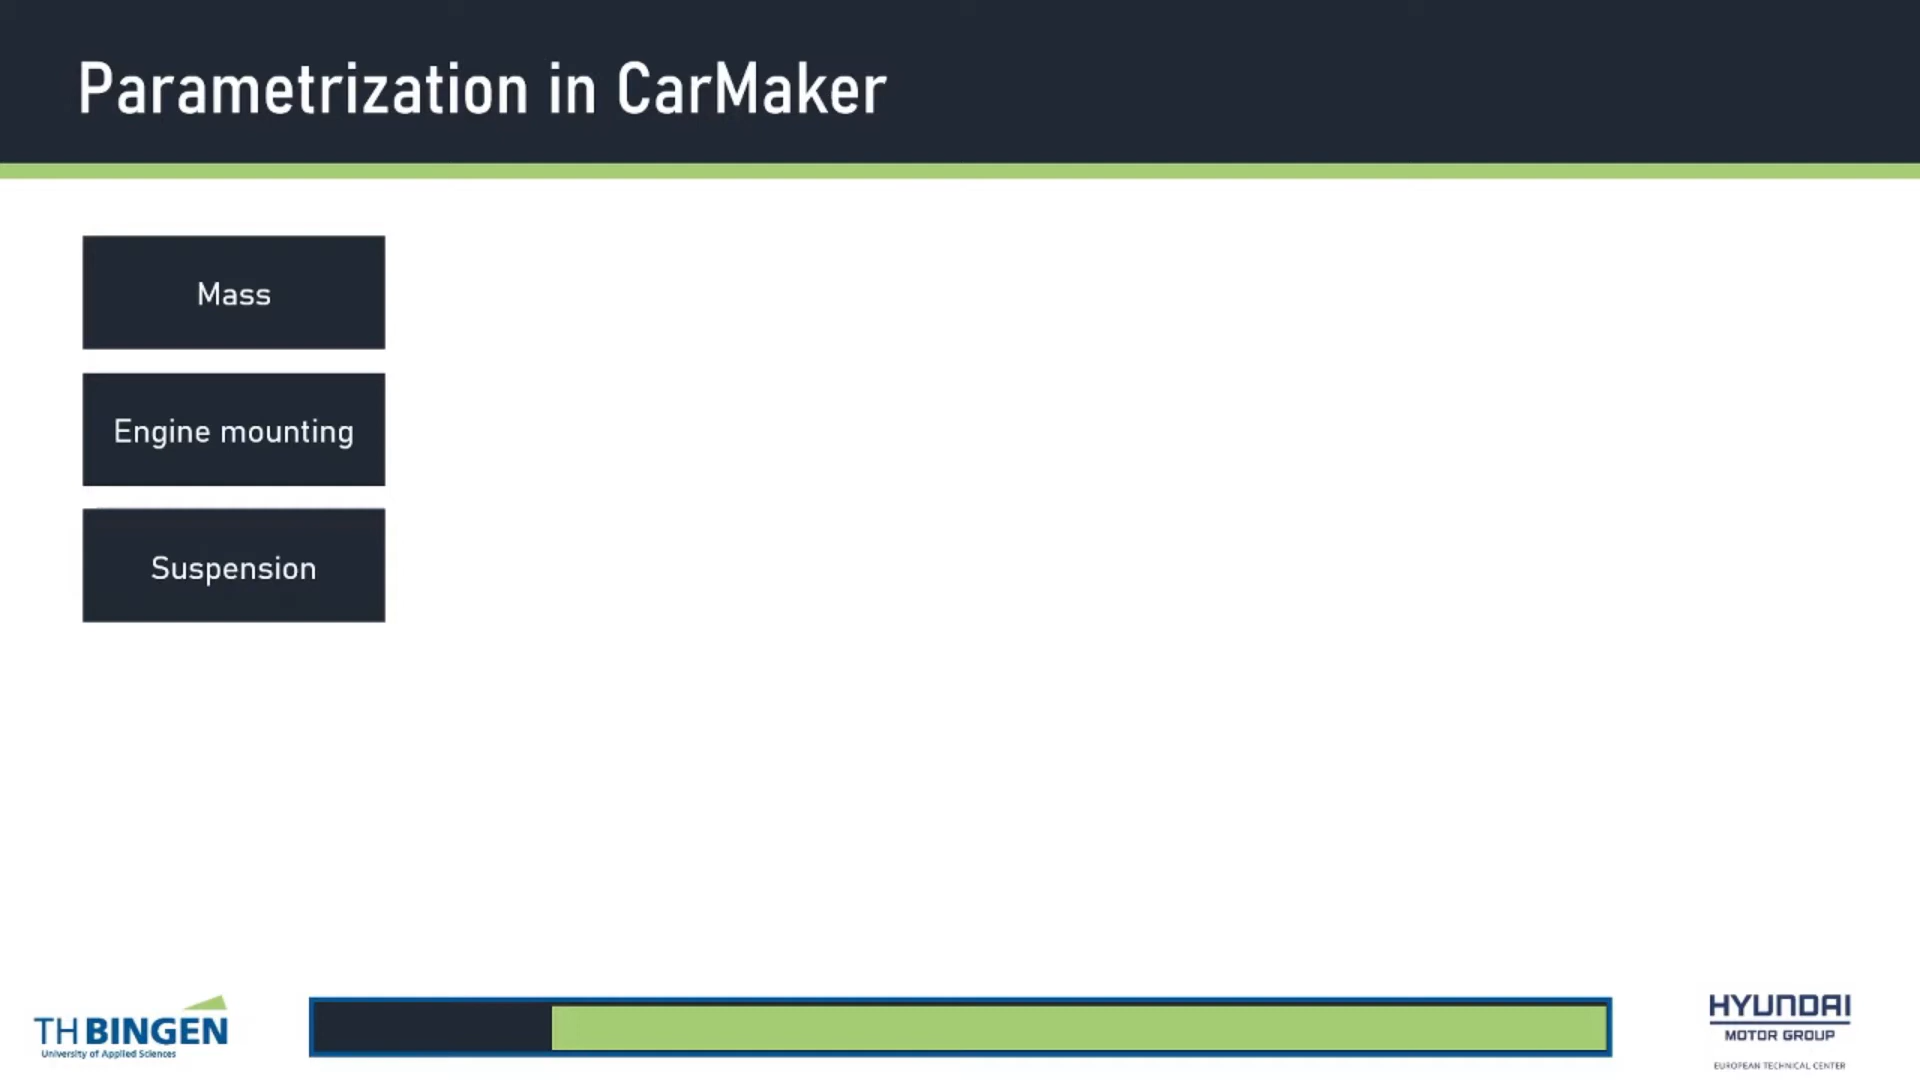 Parametrization in CarMaker
Mass
Engine mounting
Suspension
TH BINGEN
University of Applied Sciences
HYUNDAI
MOTOR GROUP
EUROPEAN TECHNICAL CENTER